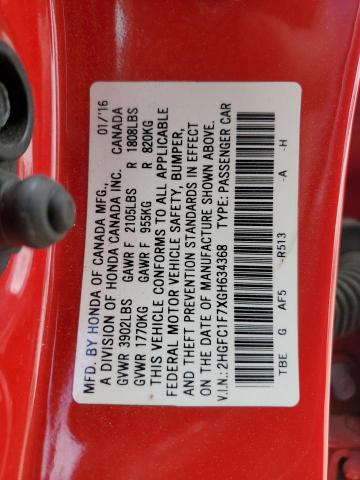 MFD. BY HONDA OF CANADA MFG., 01/'16
A DIVISION OF HONDA CANADA INC. CANADA
GVWR 3902LBS GAWR F 2105LBS R 1808LBS
GVWR 1770KG GAWR F 955KG R 820KG
THIS VEHICLE CONFORMS TO ALL APPLICABLE
FEDERAL MOTOR VEHICLE SAFETY, BUMPER,
AND THEFT PREVENTION STANDARDS IN EFFECT
ON THE DATE OF MANUFACTURE SHOWN ABOVE.
V.I.N.: 2HGFC1F7XGH634368 TYPE: PASSENGER CAR
TBE G AF5 -R513 -A -H